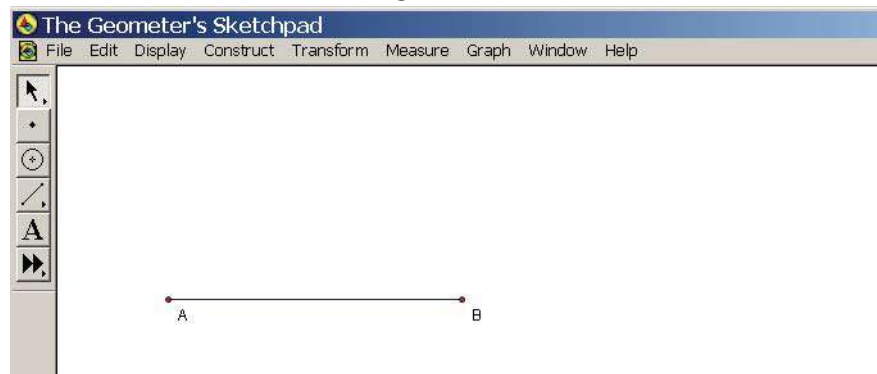 The Geometer's Sketchpad
File Edit Display Construct Transform Measure Graph Window Help
A
A B